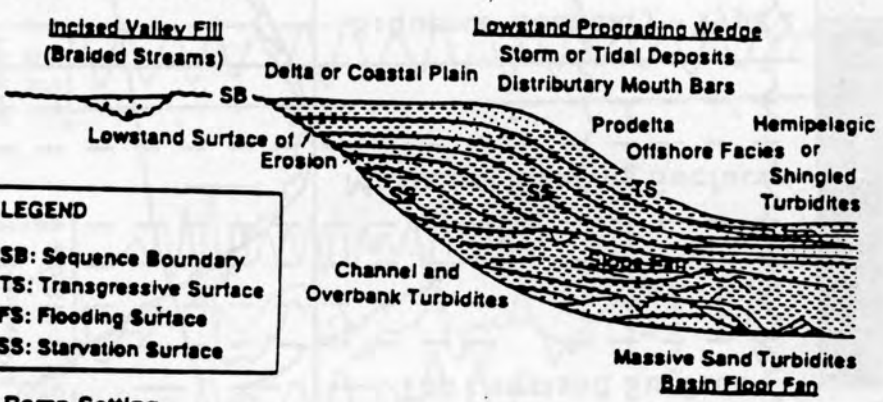 Incised Valley Fill
(Braided Streams)
Lowstand Prograding Wedge
Storm or Tidal Deposits
Distributary Mouth Bars
Delta or Coastal Plain
SB
Lowstand Surface of
Erosion
Prodelta
Offshore Facies or
Hemipelagic
Shingled
Turbidites
SS
SS
TS
LEGEND
SB: Sequence Boundary
TS: Transgressive Surface
FS: Flooding Surface
SS: Starvation Surface
Channel and
Overbank Turbidites
Slope Fan
Massive Sand Turbidites
Basin Floor Fan
Ramp Setting